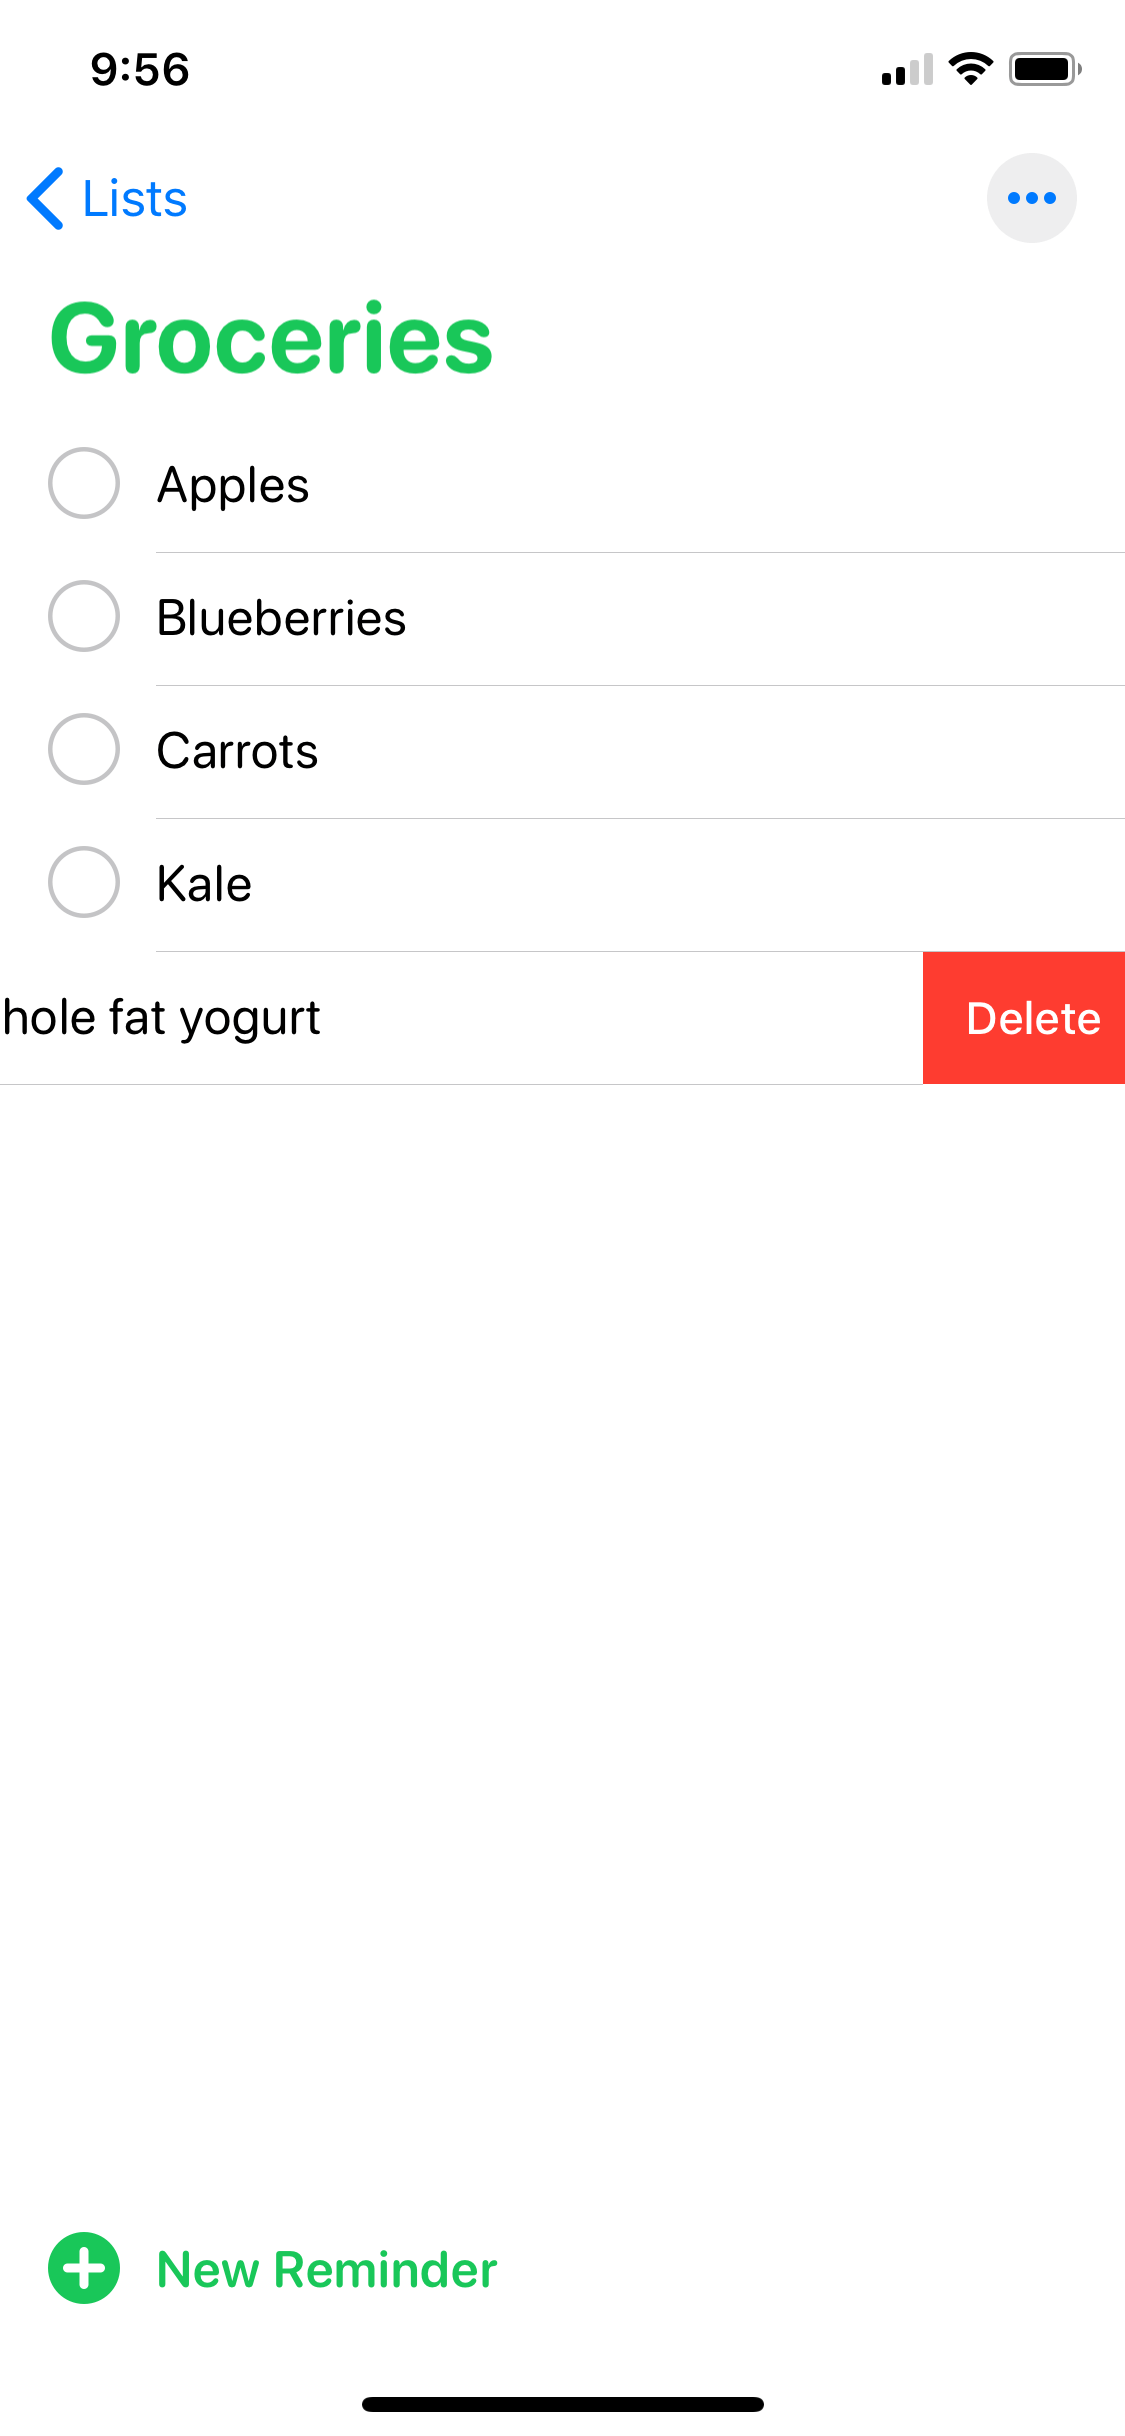 9:56
Lists
Groceries
Apples
Blueberries
Carrots
Kale
hole fat yogurt Delete
New Reminder